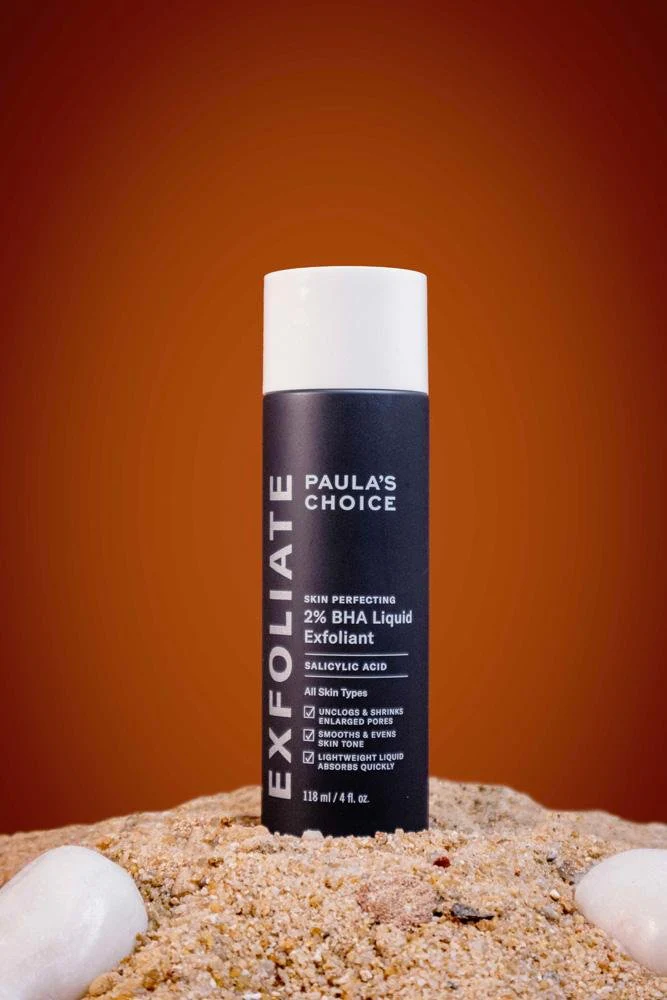 EXFOLIATE
PAULA'S
CHOICE
SKIN PERFECTING
2% BHA Liquid
Exfoliant
SALICYLIC ACID
All Skin Types
UNCLOGS & SHRINKS
ENLARGED PORES
SMOOTHS & EVENS
SKIN TONE
LIGHTWEIGHT LIQUID
ABSORBS QUICKLY
118 ml / 4 fl. oz.